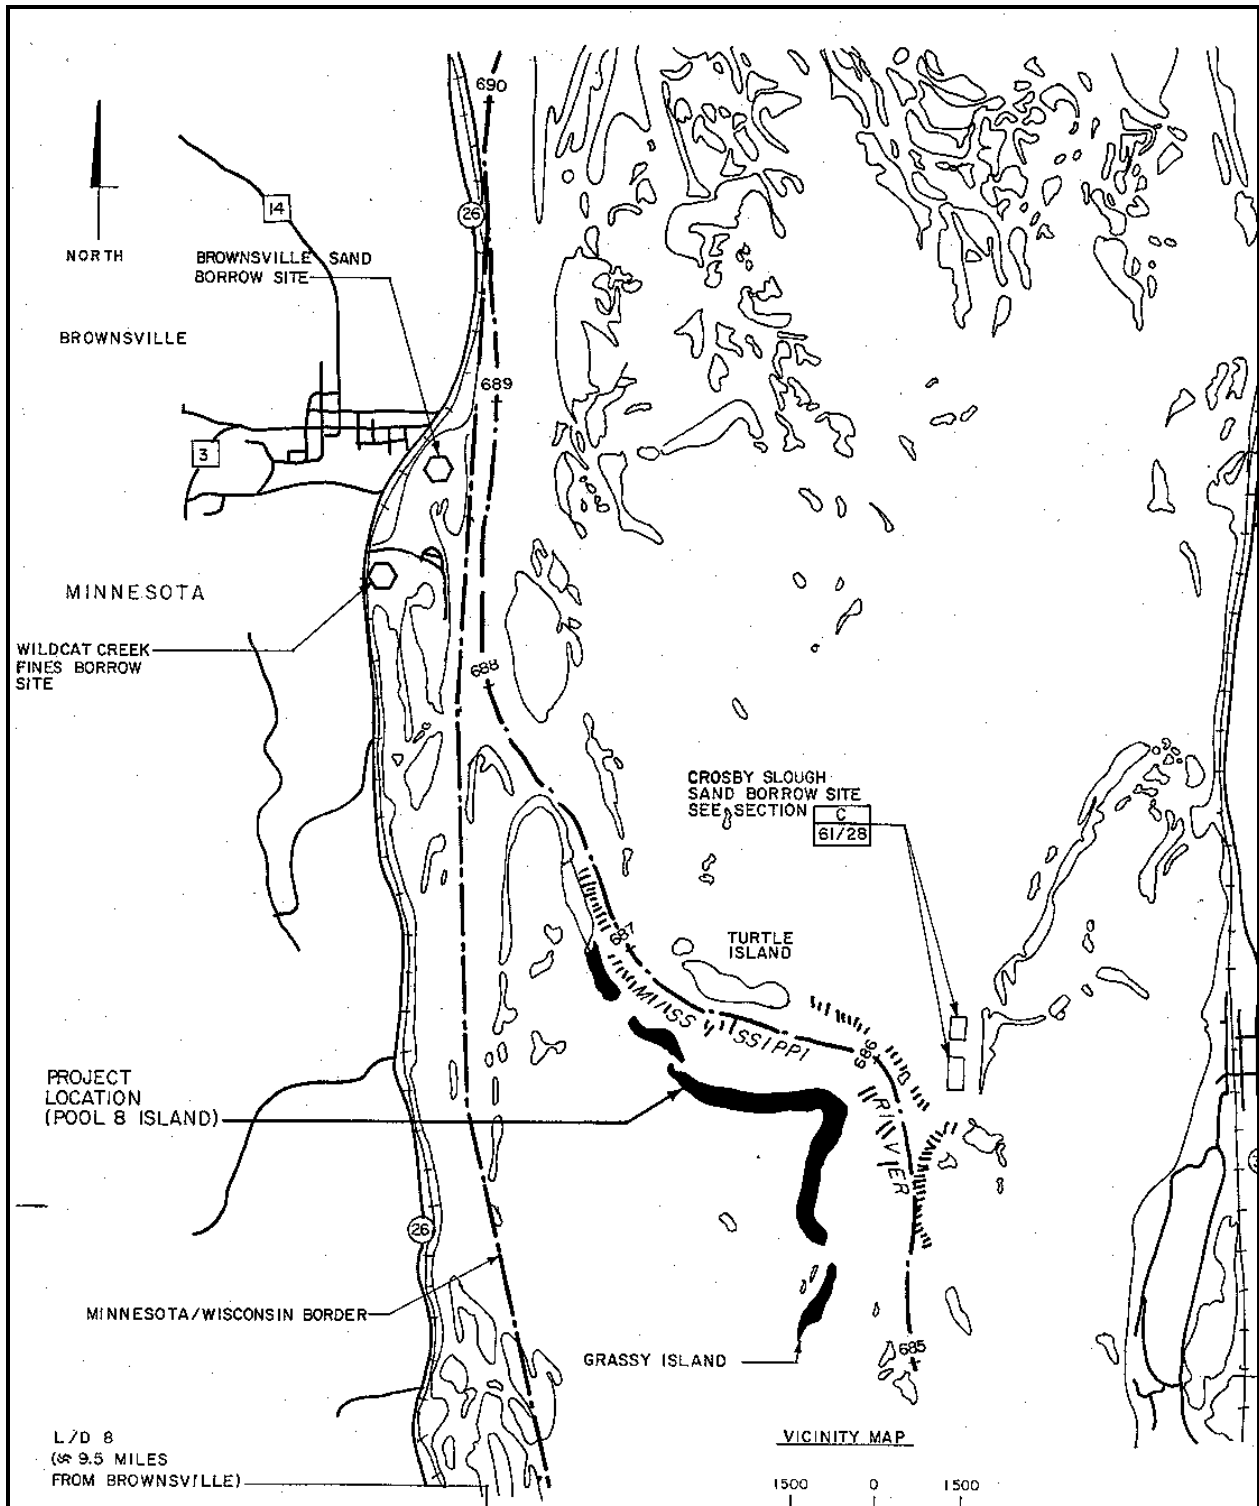 690
14
26
NORTH
BROWNSVILLE SAND
BORROW SITE
BROWNSVILLE
689
3
MINNESOTA
WILDCAT CREEK
FINES BORROW
SITE
688
CROSBY SLOUGH
SAND BORROW SITE
SEE SECTION
C
61/28
687
TURTLE
ISLAND
MISSISSIPPI
686
RIVER
PROJECT
LOCATION
(POOL 8 ISLAND)
26
MINNESOTA/WISCONSIN BORDER
GRASSY ISLAND
685
L/D 8
(≈ 9.5 MILES
FROM BROWNSVILLE)
VICINITY MAP
1500 0 1500